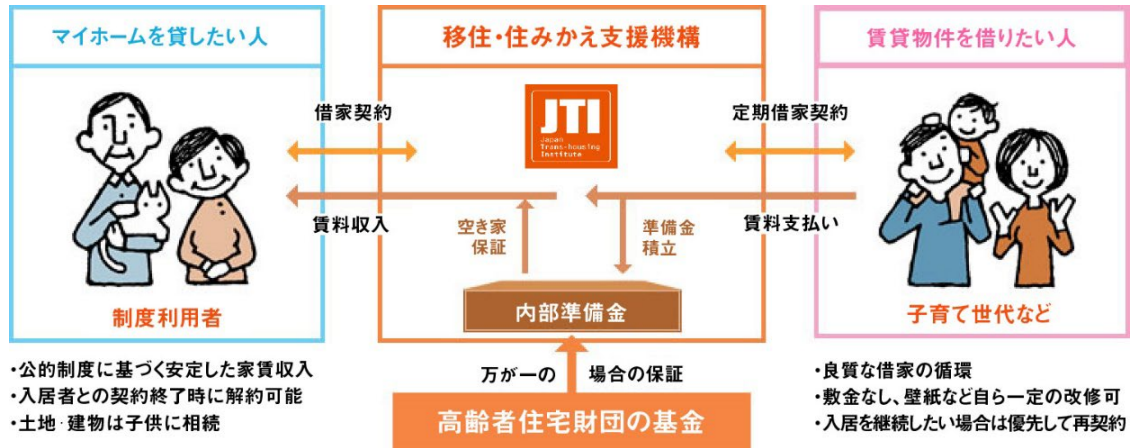 マイホームを貸したい人
制度利用者
・公的制度に基づく安定した家賃収入
・入居者との契約終了時に解約可能
・土地・建物は子供に相続
借家契約
賃料収入
移住・住みかえ支援機構
JTI
Japan
Trans-housing
Institute
空き家
保証
準備金
積立
内部準備金
万が一の 場合の保証
高齢者住宅財団の基金
定期借家契約
賃料支払い
賃貸物件を借りたい人
子育て世代など
・良質な借家の循環
・敷金なし、壁紙など自ら一定の改修可
・入居を継続したい場合は優先して再契約